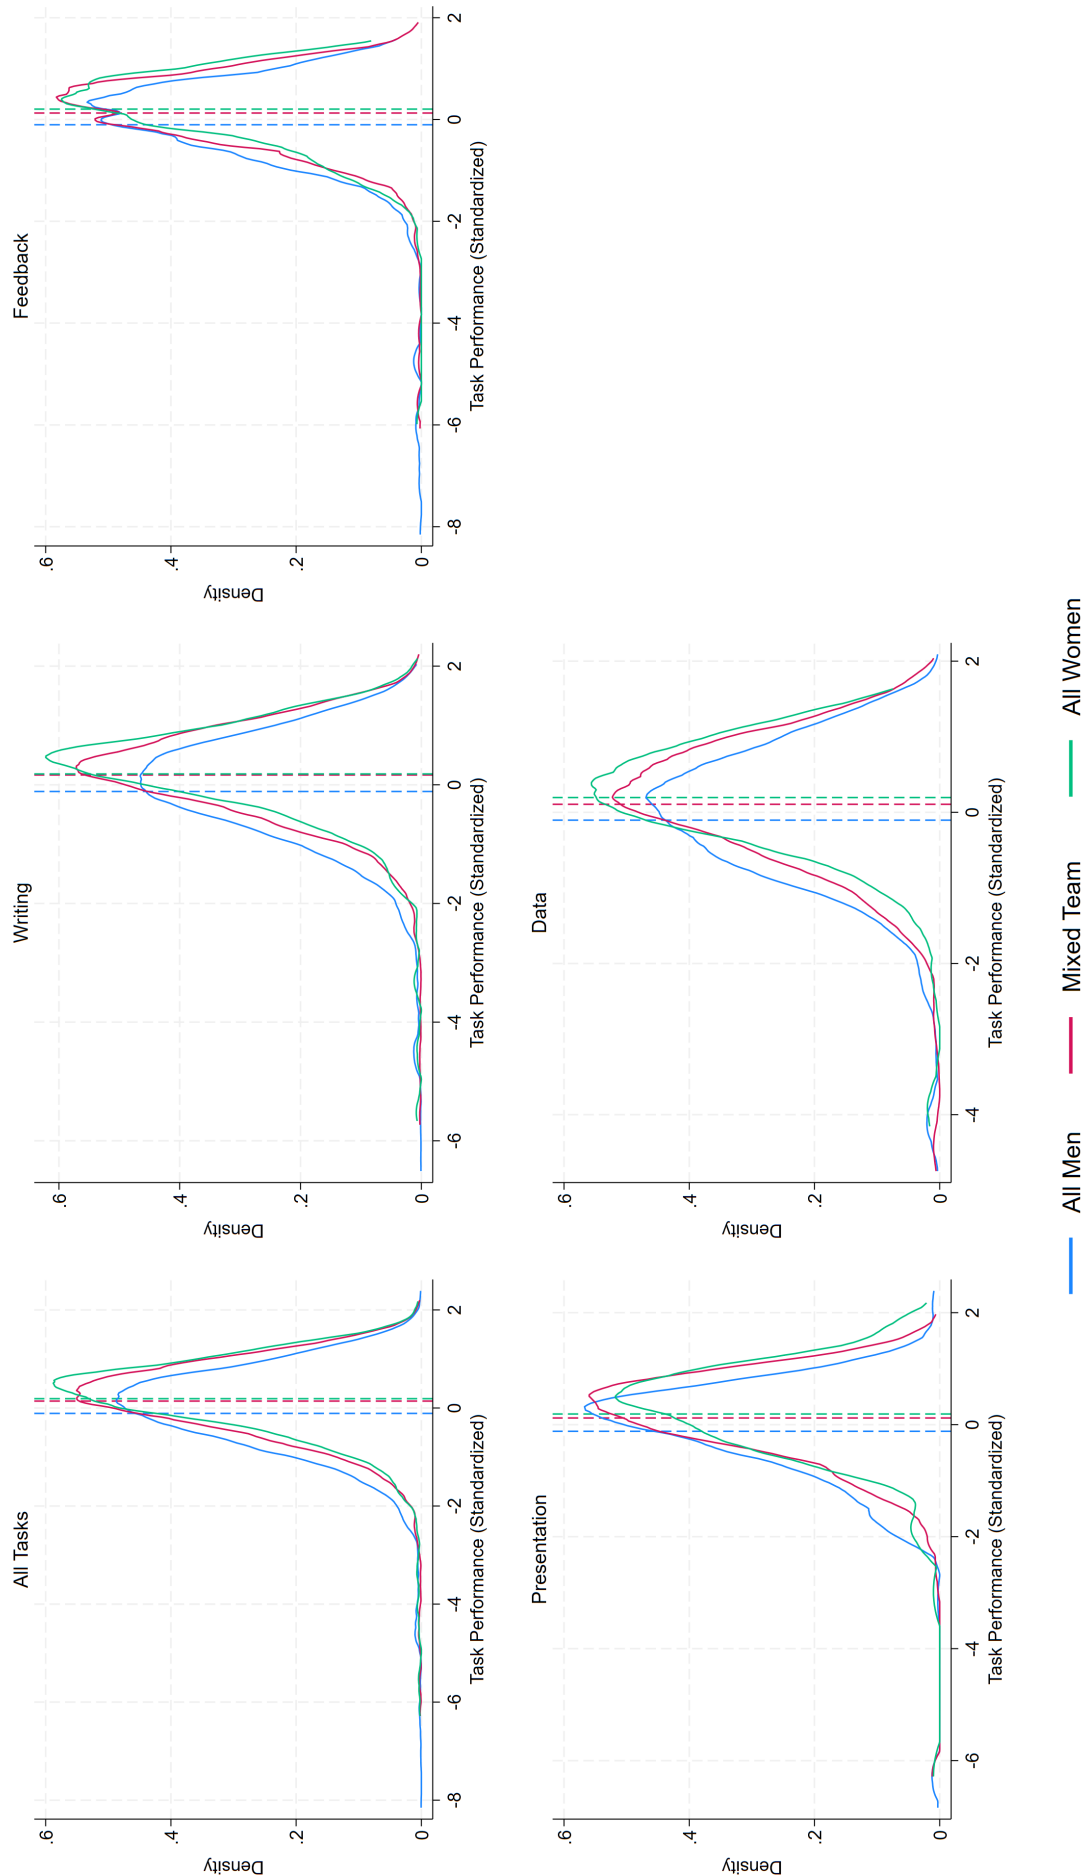 All Tasks
Density
.6
.4
.2
0
-8
-6
-4
-2
0
2
Task Performance (Standardized)
Writing
Density
.6
.4
.2
0
-6
-4
-2
0
2
Task Performance (Standardized)
Feedback
Density
.6
.4
.2
0
-8
-6
-4
-2
0
2
Task Performance (Standardized)
Presentation
Density
.6
.4
.2
0
-6
-4
-2
0
2
Task Performance (Standardized)
Data
Density
.6
.4
.2
0
-4
-2
0
2
Task Performance (Standardized)
All Men Mixed Team All Women